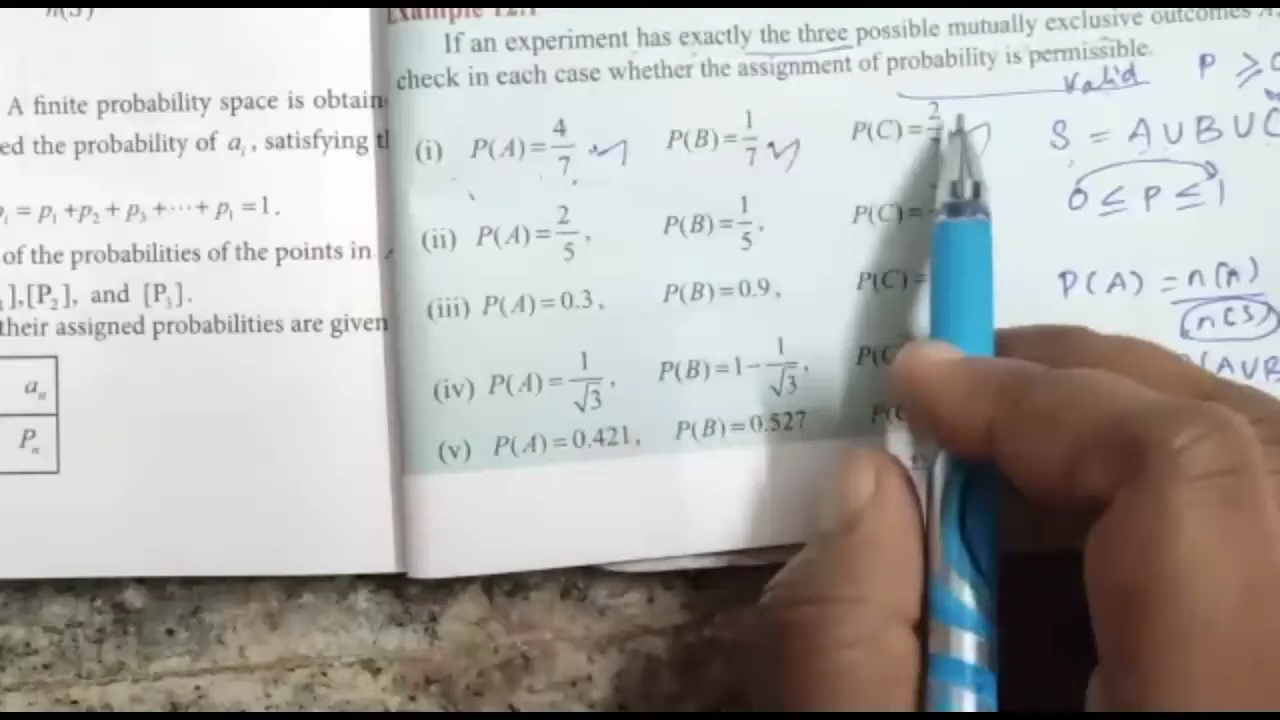 n(S)
A finite probability space is obtain
ed the probability of aᵢ, satisfying t
= p₁ + p₂ + p₃ + ··· + p₁ = 1.
of the probabilities of the points in
], [P₂], and [P₃].
their assigned probabilities are given
aₙ
Pₙ
Example 12.1
If an experiment has exactly the three possible mutually exclusive outcomes A,
check in each case whether the assignment of probability is permissible.
(i) P(A) = 4/7 P(B) = 1/7 P(C) = 2/
(ii) P(A) = 2/5, P(B) = 1/5, P(C) =
(iii) P(A) = 0.3, P(B) = 0.9, P(C) =
(iv) P(A) = 1/√3, P(B) = 1 − 1/√3,
(v) P(A) = 0.421, P(B) = 0.527
Valid P ≥
S = A ∪ B ∪ C
0 ≤ P ≤ 1
P(A) = n(A)/n(S)
(A∪B